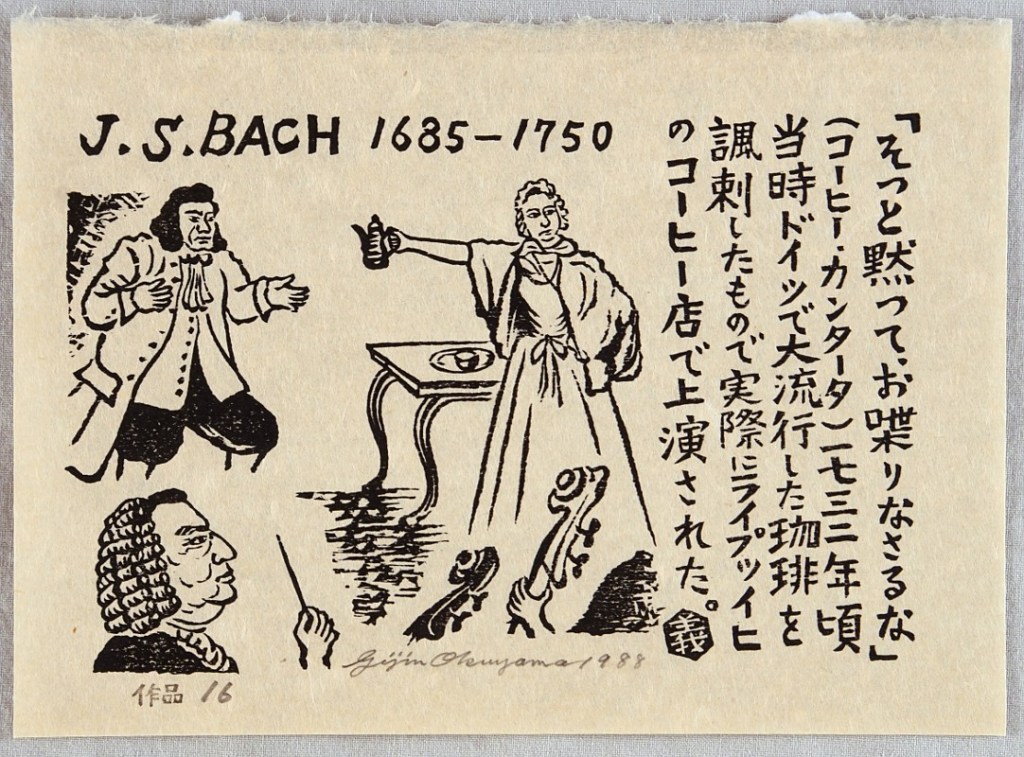 J.S.BACH 1685-1750
「そっと黙って、お喋りなさるな」
(コーヒー・カンタータ)一七三二年頃
当時ドイツで大流行した珈琲を
諷刺したもので実際にライプツィヒ
のコーヒー店で上演された。
義
Gijin Okuyama 1988
作品 16